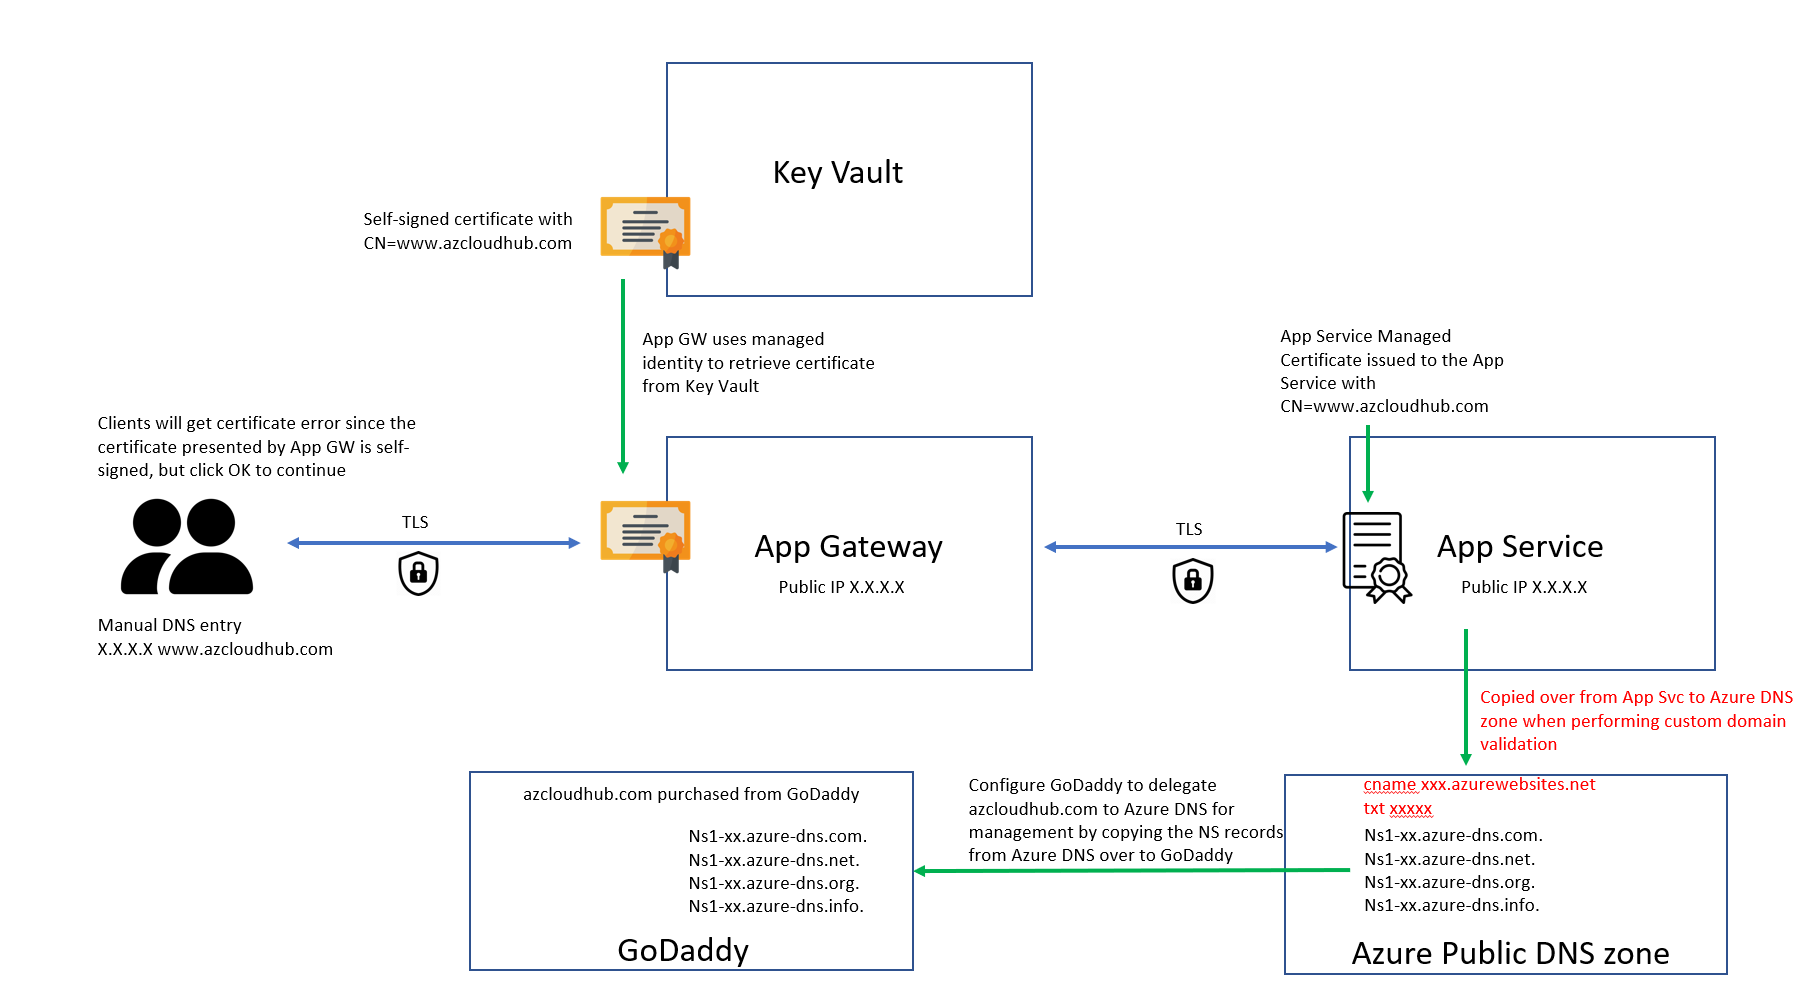 Key Vault
Self-signed certificate with
CN=www.azcloudhub.com
App GW uses managed
identity to retrieve certificate
from Key Vault
App Service Managed
Certificate issued to the App
Service with
CN=www.azcloudhub.com
Clients will get certificate error since the
certificate presented by App GW is self-
signed, but click OK to continue
TLS
App Gateway
Public IP X.X.X.X
TLS
App Service
Public IP X.X.X.X
Manual DNS entry
X.X.X.X www.azcloudhub.com
Copied over from App Svc to Azure DNS
zone when performing custom domain
validation
azcloudhub.com purchased from GoDaddy
Ns1-xx.azure-dns.com.
Ns1-xx.azure-dns.net.
Ns1-xx.azure-dns.org.
Ns1-xx.azure-dns.info.
GoDaddy
Configure GoDaddy to delegate
azcloudhub.com to Azure DNS for
management by copying the NS records
from Azure DNS over to GoDaddy
cname xxx.azurewebsites.net
txt xxxxx
Ns1-xx.azure-dns.com.
Ns1-xx.azure-dns.net.
Ns1-xx.azure-dns.org.
Ns1-xx.azure-dns.info.
Azure Public DNS zone